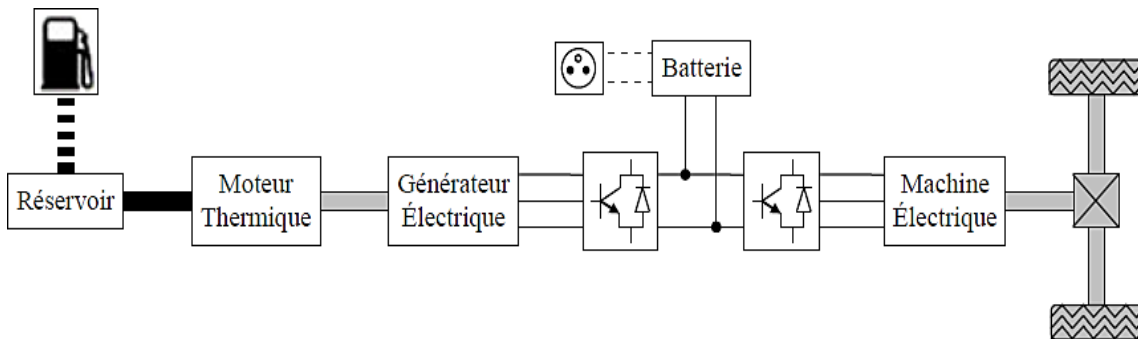 Batterie
Réservoir
Moteur
Thermique
Générateur
Électrique
Machine
Électrique